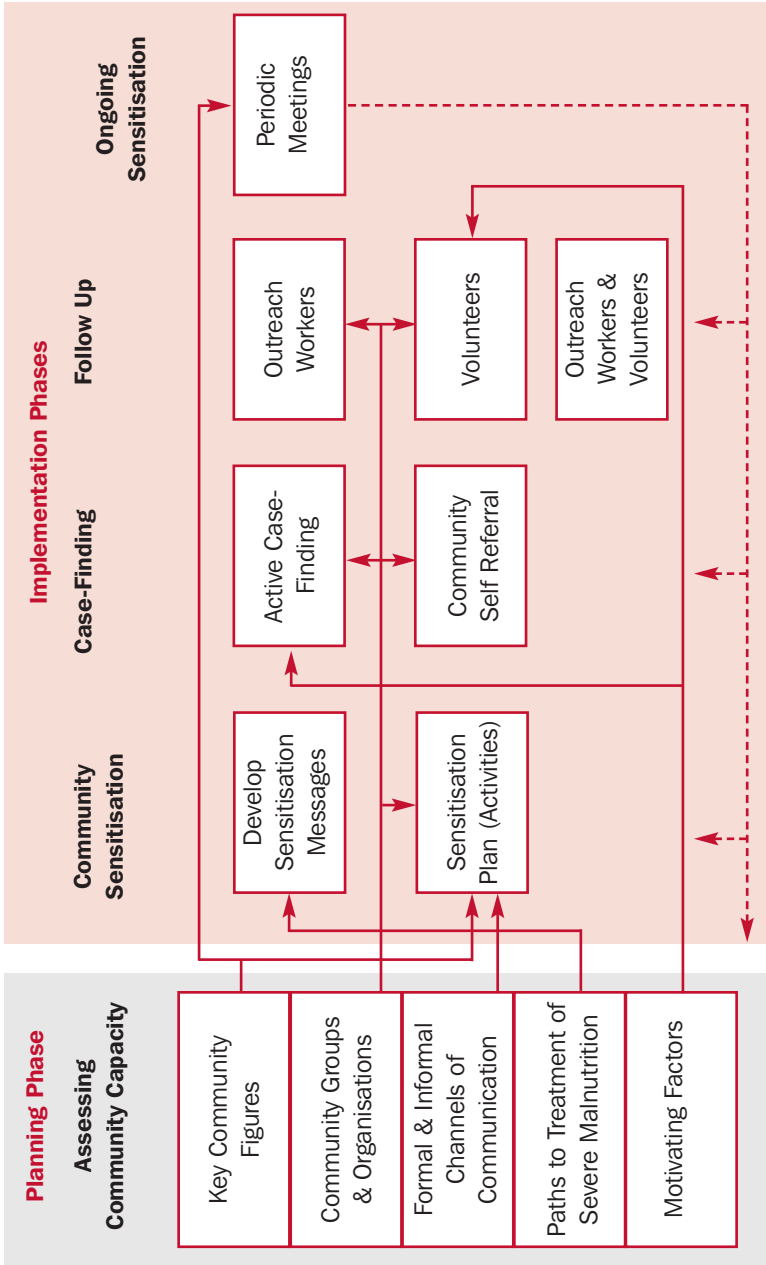 Planning Phase
Assessing
Community Capacity
Key Community
Figures
Community Groups
& Organisations
Formal & Informal
Channels of
Communication
Paths to Treatment of
Severe Malnutrition
Motivating Factors
Implementation Phases
Community
Sensitisation
Develop
Sensitisation
Messages
Sensitisation
Plan (Activities)
Case-Finding
Active Case-
Finding
Community
Self Referral
Follow Up
Outreach
Workers
Volunteers
Outreach
Workers &
Volunteers
Ongoing
Sensitisation
Periodic
Meetings